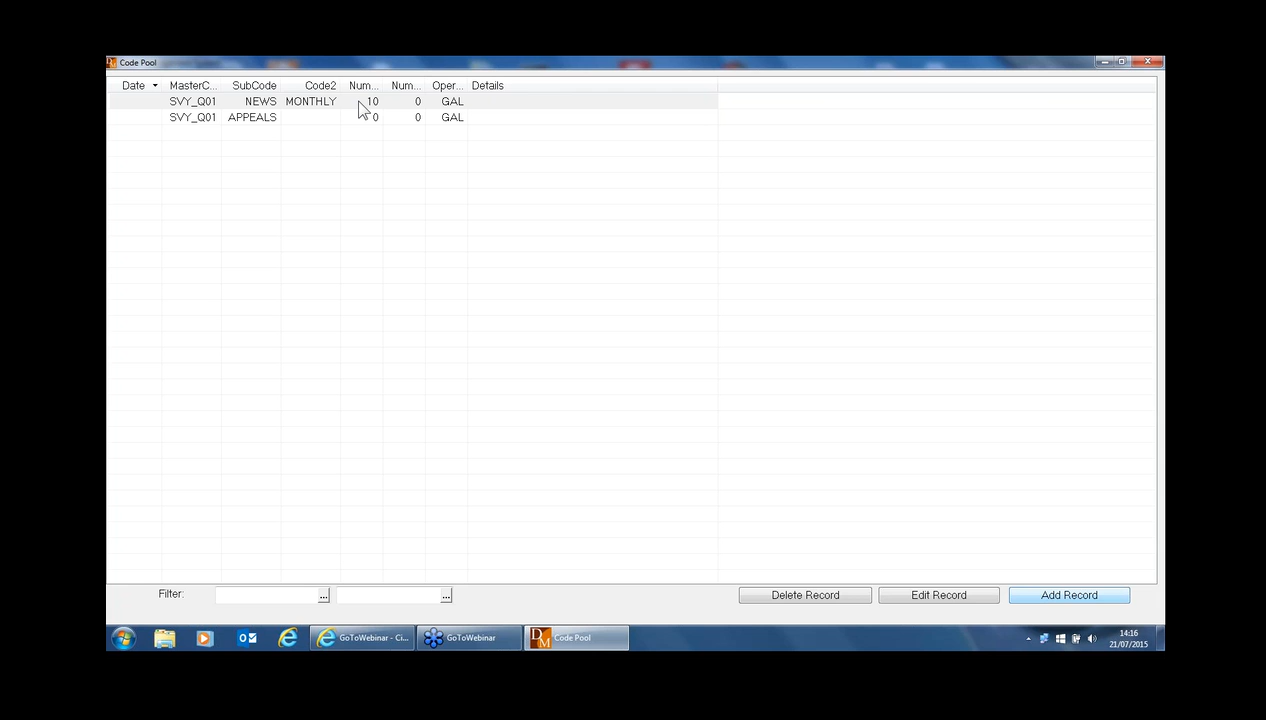 Code Pool
Date MasterC... SubCode Code2 Num... Num... Oper... Details
SVY_Q01 NEWS MONTHLY 10 0 GAL
SVY_Q01 APPEALS 0 0 GAL
Filter: ... ... Delete Record Edit Record Add Record
GoToWebinar - Ci... GoToWebinar DM Code Pool 14:16
21/07/2015